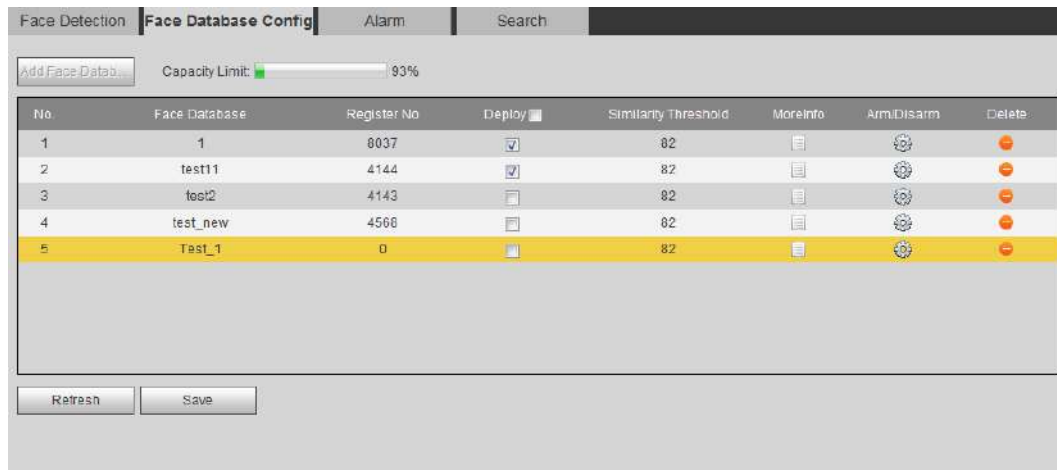 Face Detection Face Database Config Alarm Search
Add Face Datab... Capacity Limit: 93%
No. Face Database Register No Deploy Similarity Threshold MoreInfo Arm/Disarm Delete
1 1 8037 82
2 test11 4144 82
3 test2 4143 82
4 test_new 4568 82
5 Test_1 0 82
Refresh Save